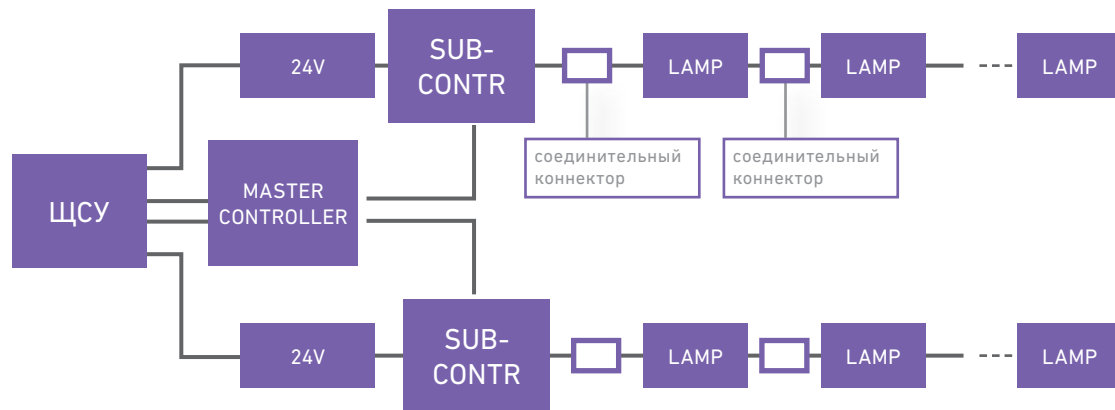 24V
SUB-
CONTR
LAMP
LAMP
LAMP
соединительный
коннектор
соединительный
коннектор
ЩСУ
MASTER
CONTROLLER
24V
SUB-
CONTR
LAMP
LAMP
LAMP